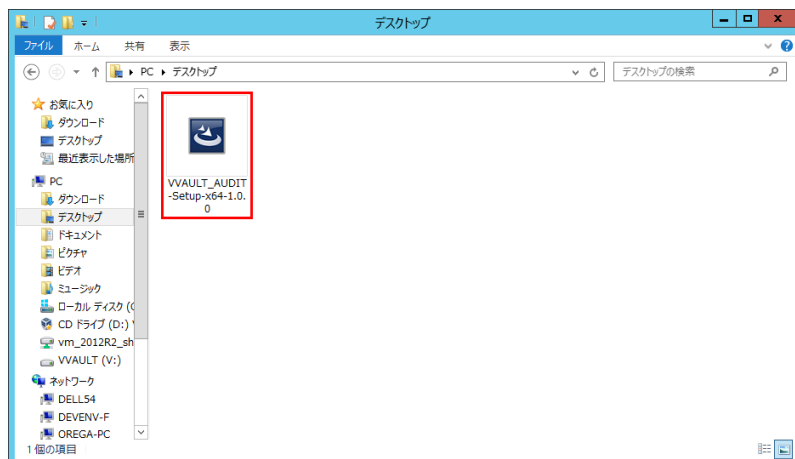 デスクトップ
ファイル ホーム 共有 表示
PC デスクトップ
デスクトップの検索
お気に入り
ダウンロード
デスクトップ
最近表示した場所
PC
ダウンロード
デスクトップ
ドキュメント
ピクチャ
ビデオ
ミュージック
ローカル ディスク (C
CD ドライブ (D:)
vm_2012R2_sh
VVAULT (V:)
ネットワーク
DELL54
DEVENV-F
OREGA-PC
VVAULT_AUDIT
-Setup-x64-1.0.
0
1 個の項目